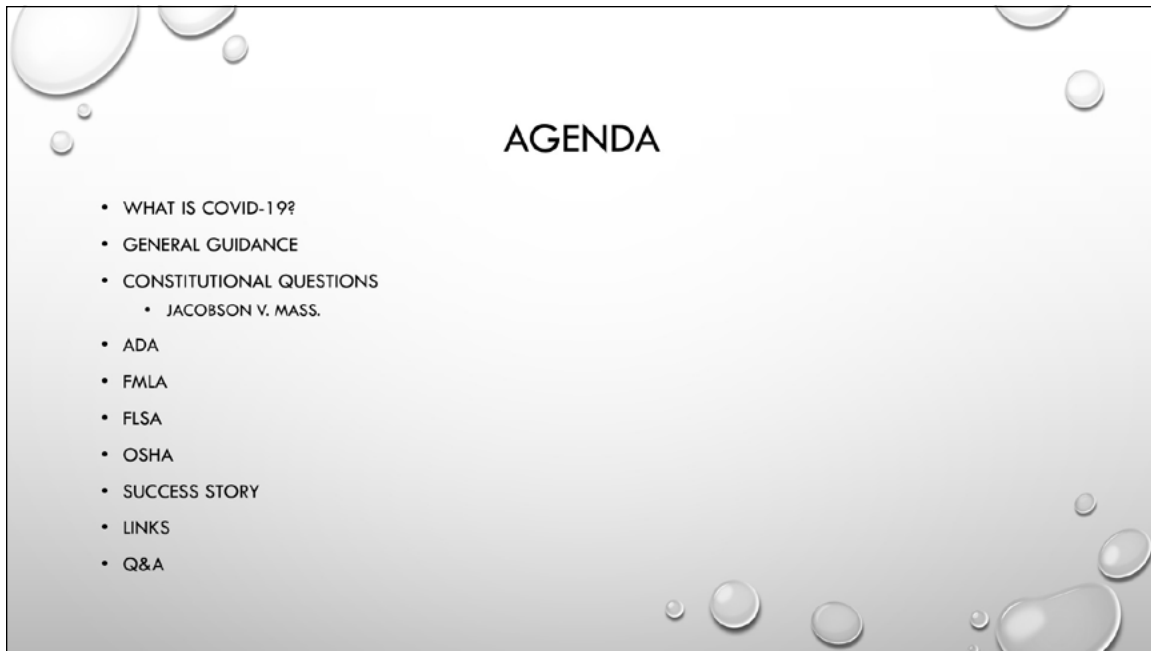 AGENDA
• WHAT IS COVID-19?
• GENERAL GUIDANCE
• CONSTITUTIONAL QUESTIONS
• JACOBSON V. MASS.
• ADA
• FMLA
• FLSA
• OSHA
• SUCCESS STORY
• LINKS
• Q&A